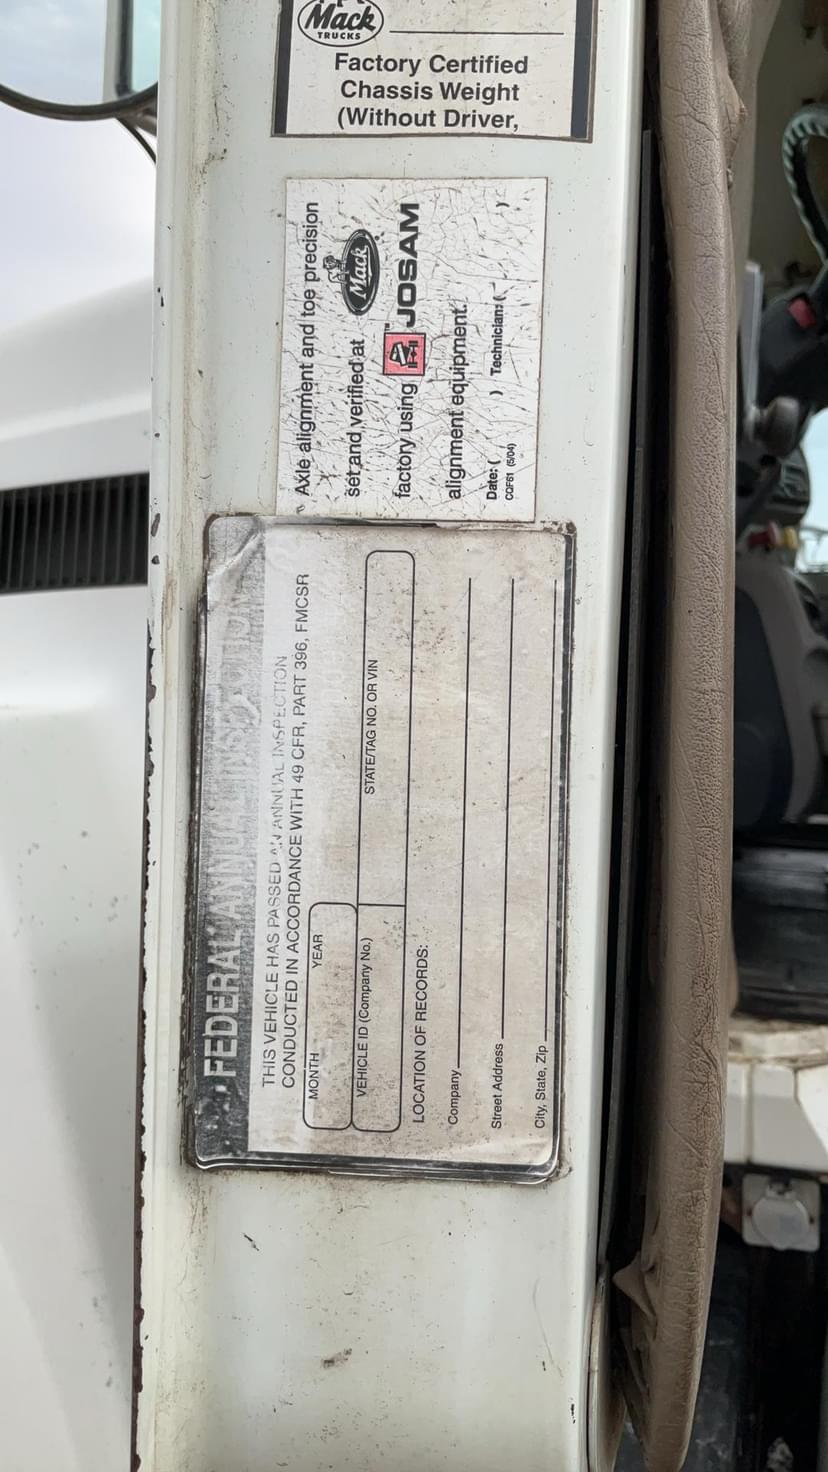 Mack
TRUCKS
Factory Certified
Chassis Weight
(Without Driver,
Axle alignment and toe precision
set and verified at Mack
factory using JOSAM
alignment equipment.
Date: ( ) Technician: ( )
CQF61 (5/04)
FEDERAL ANNUAL INSPECTION
THIS VEHICLE HAS PASSED AN ANNUAL INSPECTION
CONDUCTED IN ACCORDANCE WITH 49 CFR, PART 396, FMCSR
MONTH YEAR
VEHICLE ID (Company No.) STATE/TAG NO. OR VIN
LOCATION OF RECORDS:
Company
Street Address
City, State, Zip